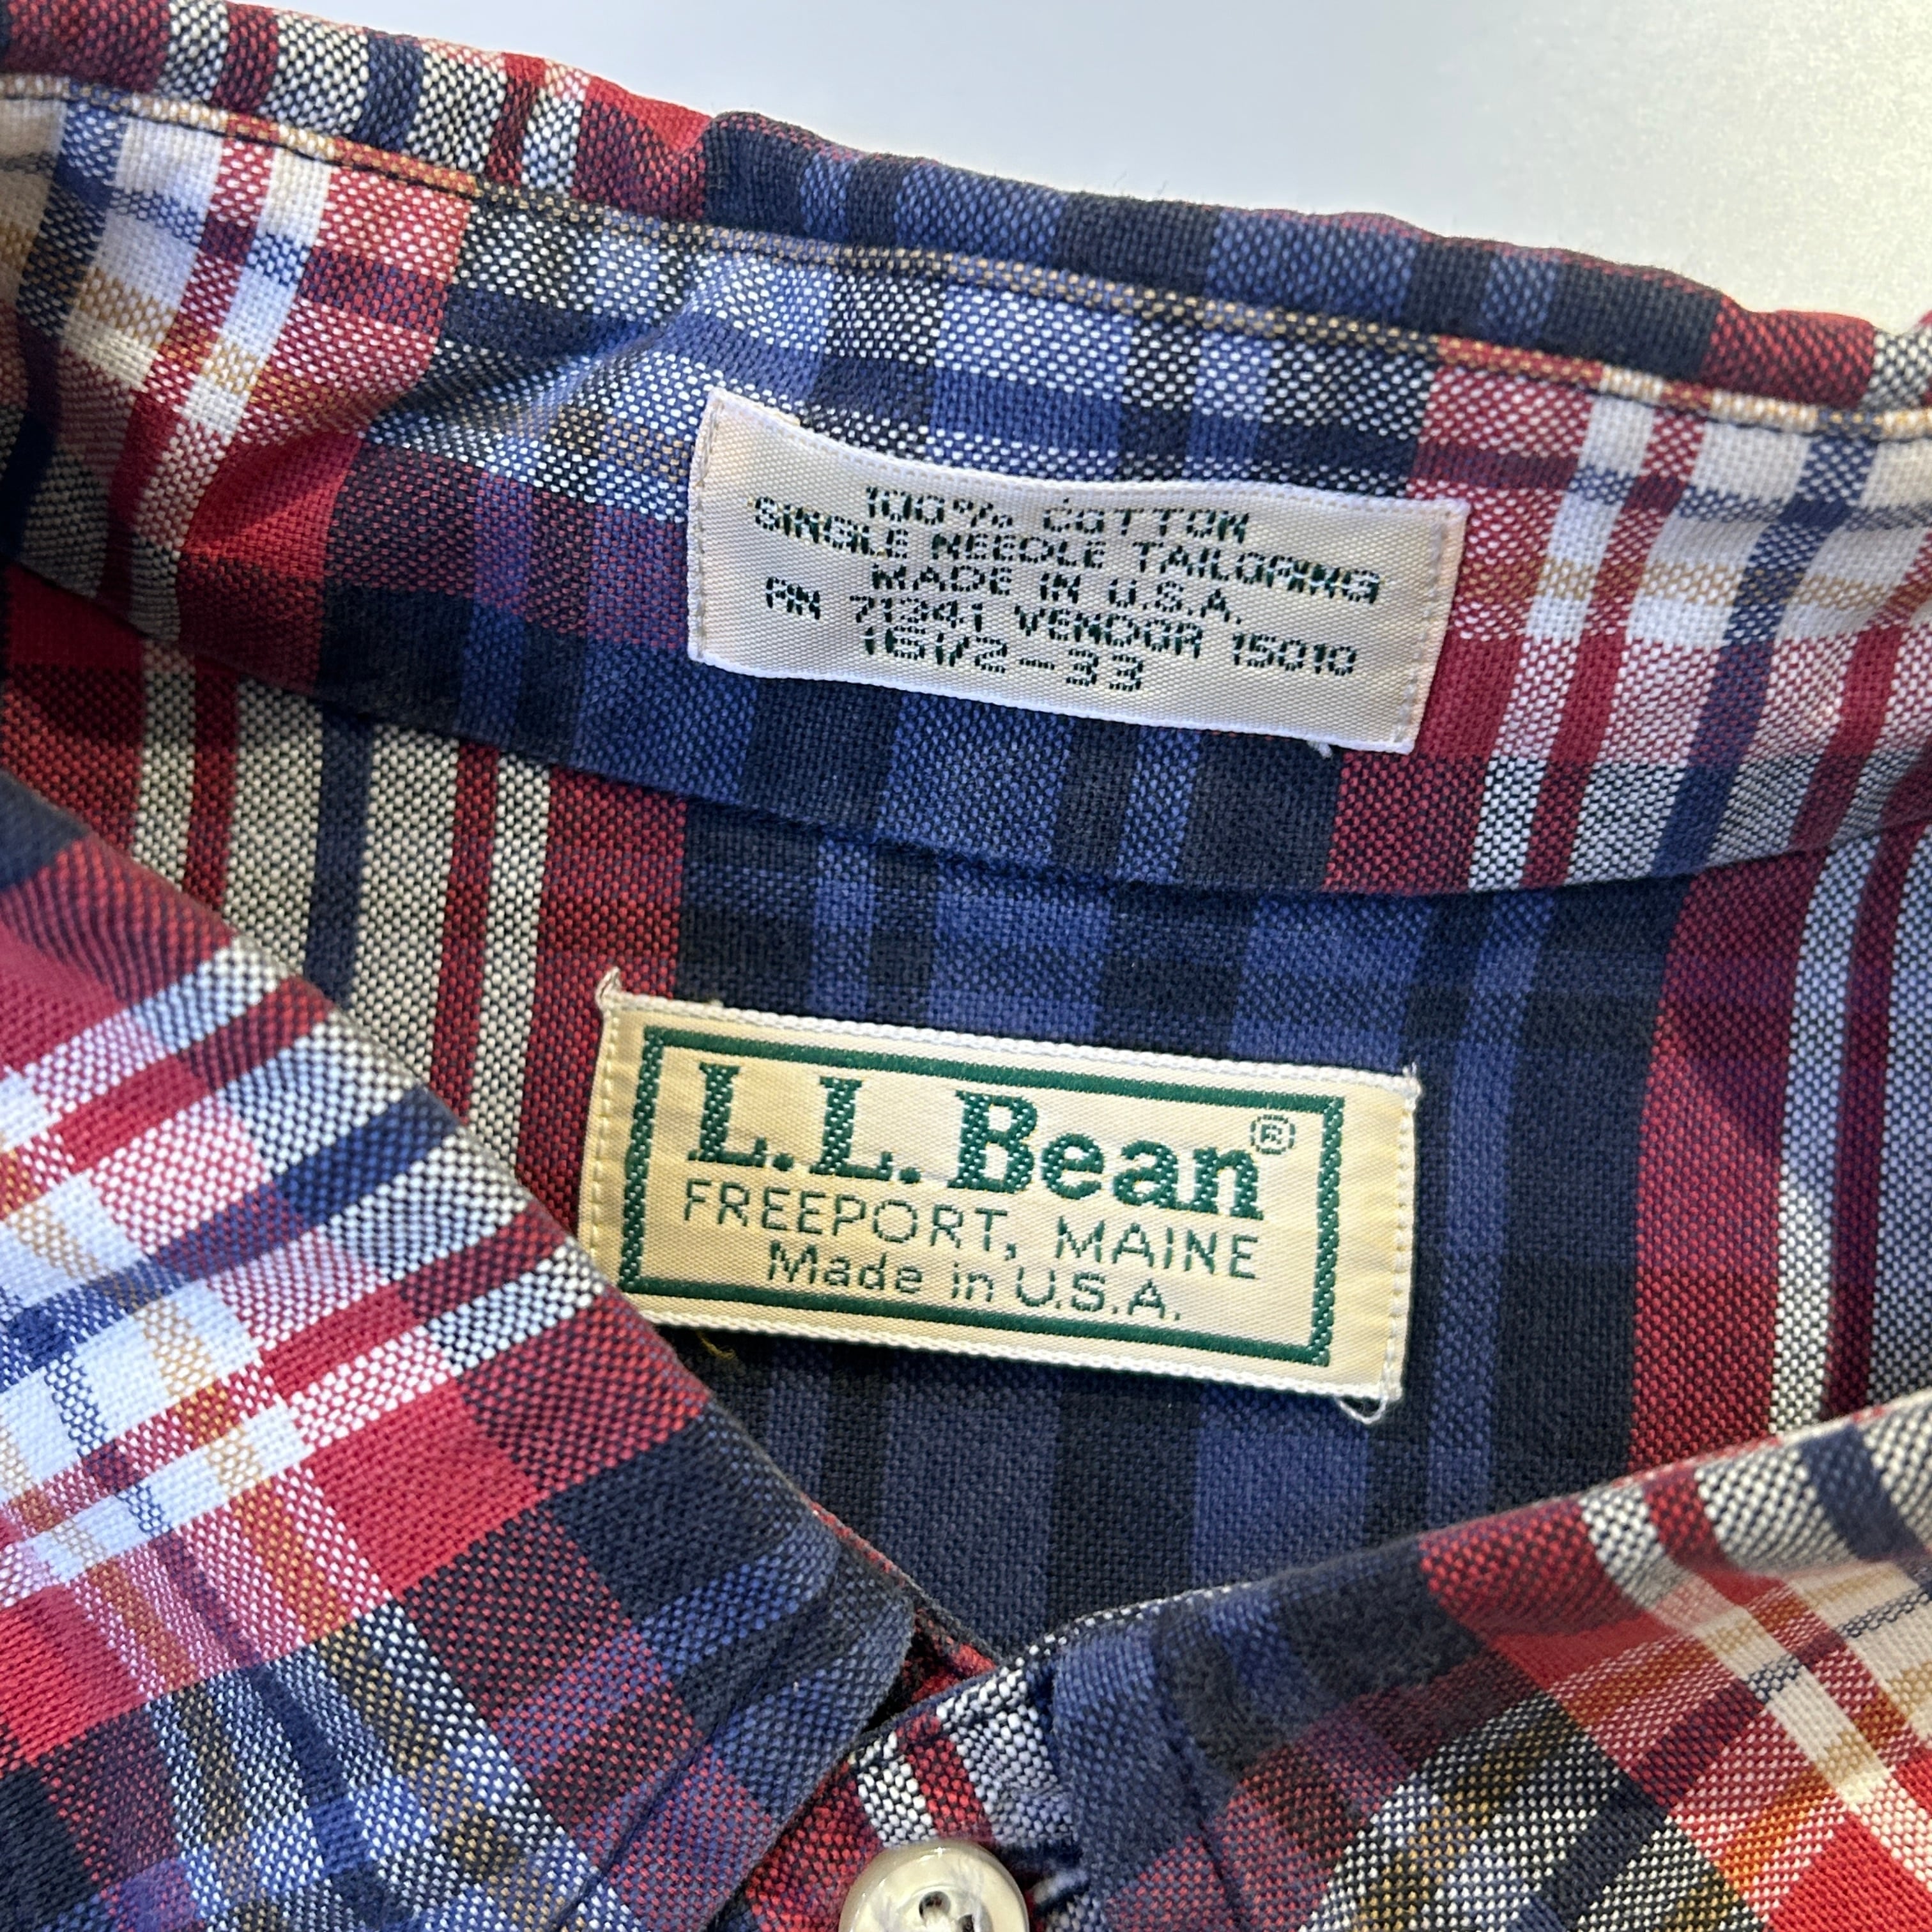 100% COTTON
SINGLE NEEDLE TAILORING
MADE IN U.S.A.
RN 71341 VENDOR 15010
16 1/2-33
L.L.Bean®
FREEPORT, MAINE
Made in U.S.A.